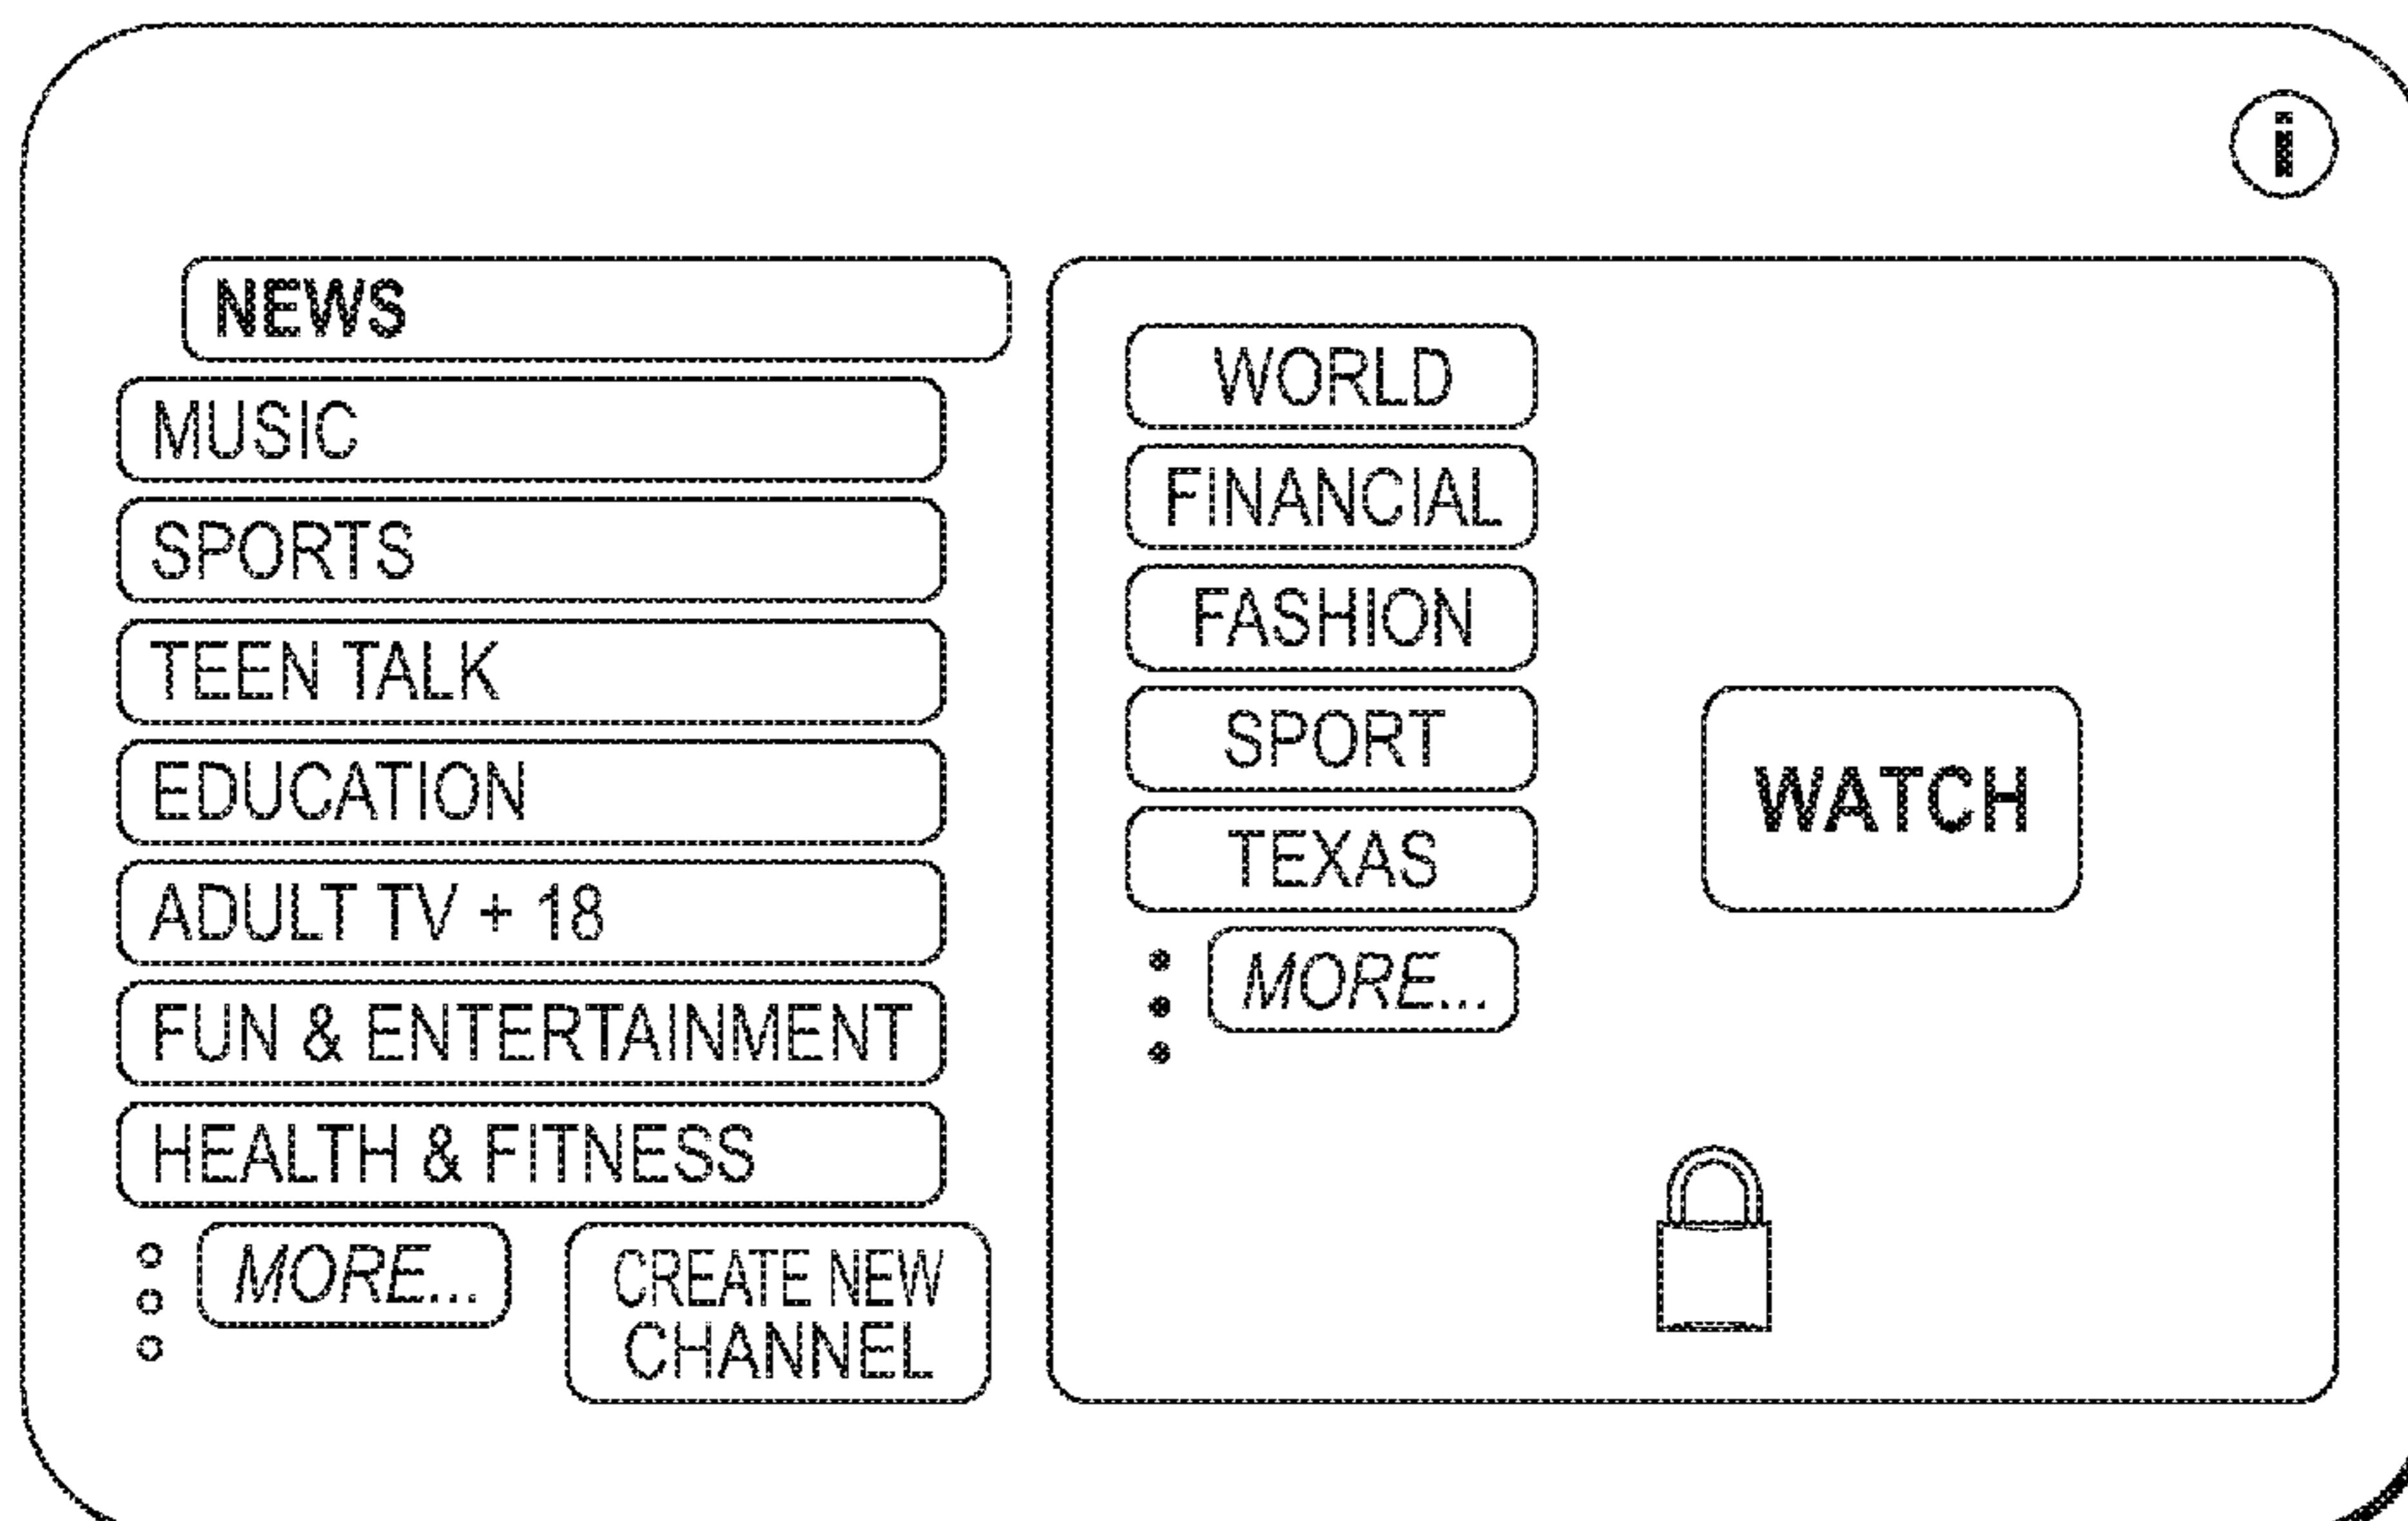 i
NEWS
MUSIC
SPORTS
TEEN TALK
EDUCATION
ADULT TV + 18
FUN & ENTERTAINMENT
HEALTH & FITNESS
MORE...
CREATE NEW
CHANNEL
WORLD
FINANCIAL
FASHION
SPORT
TEXAS
MORE...
WATCH